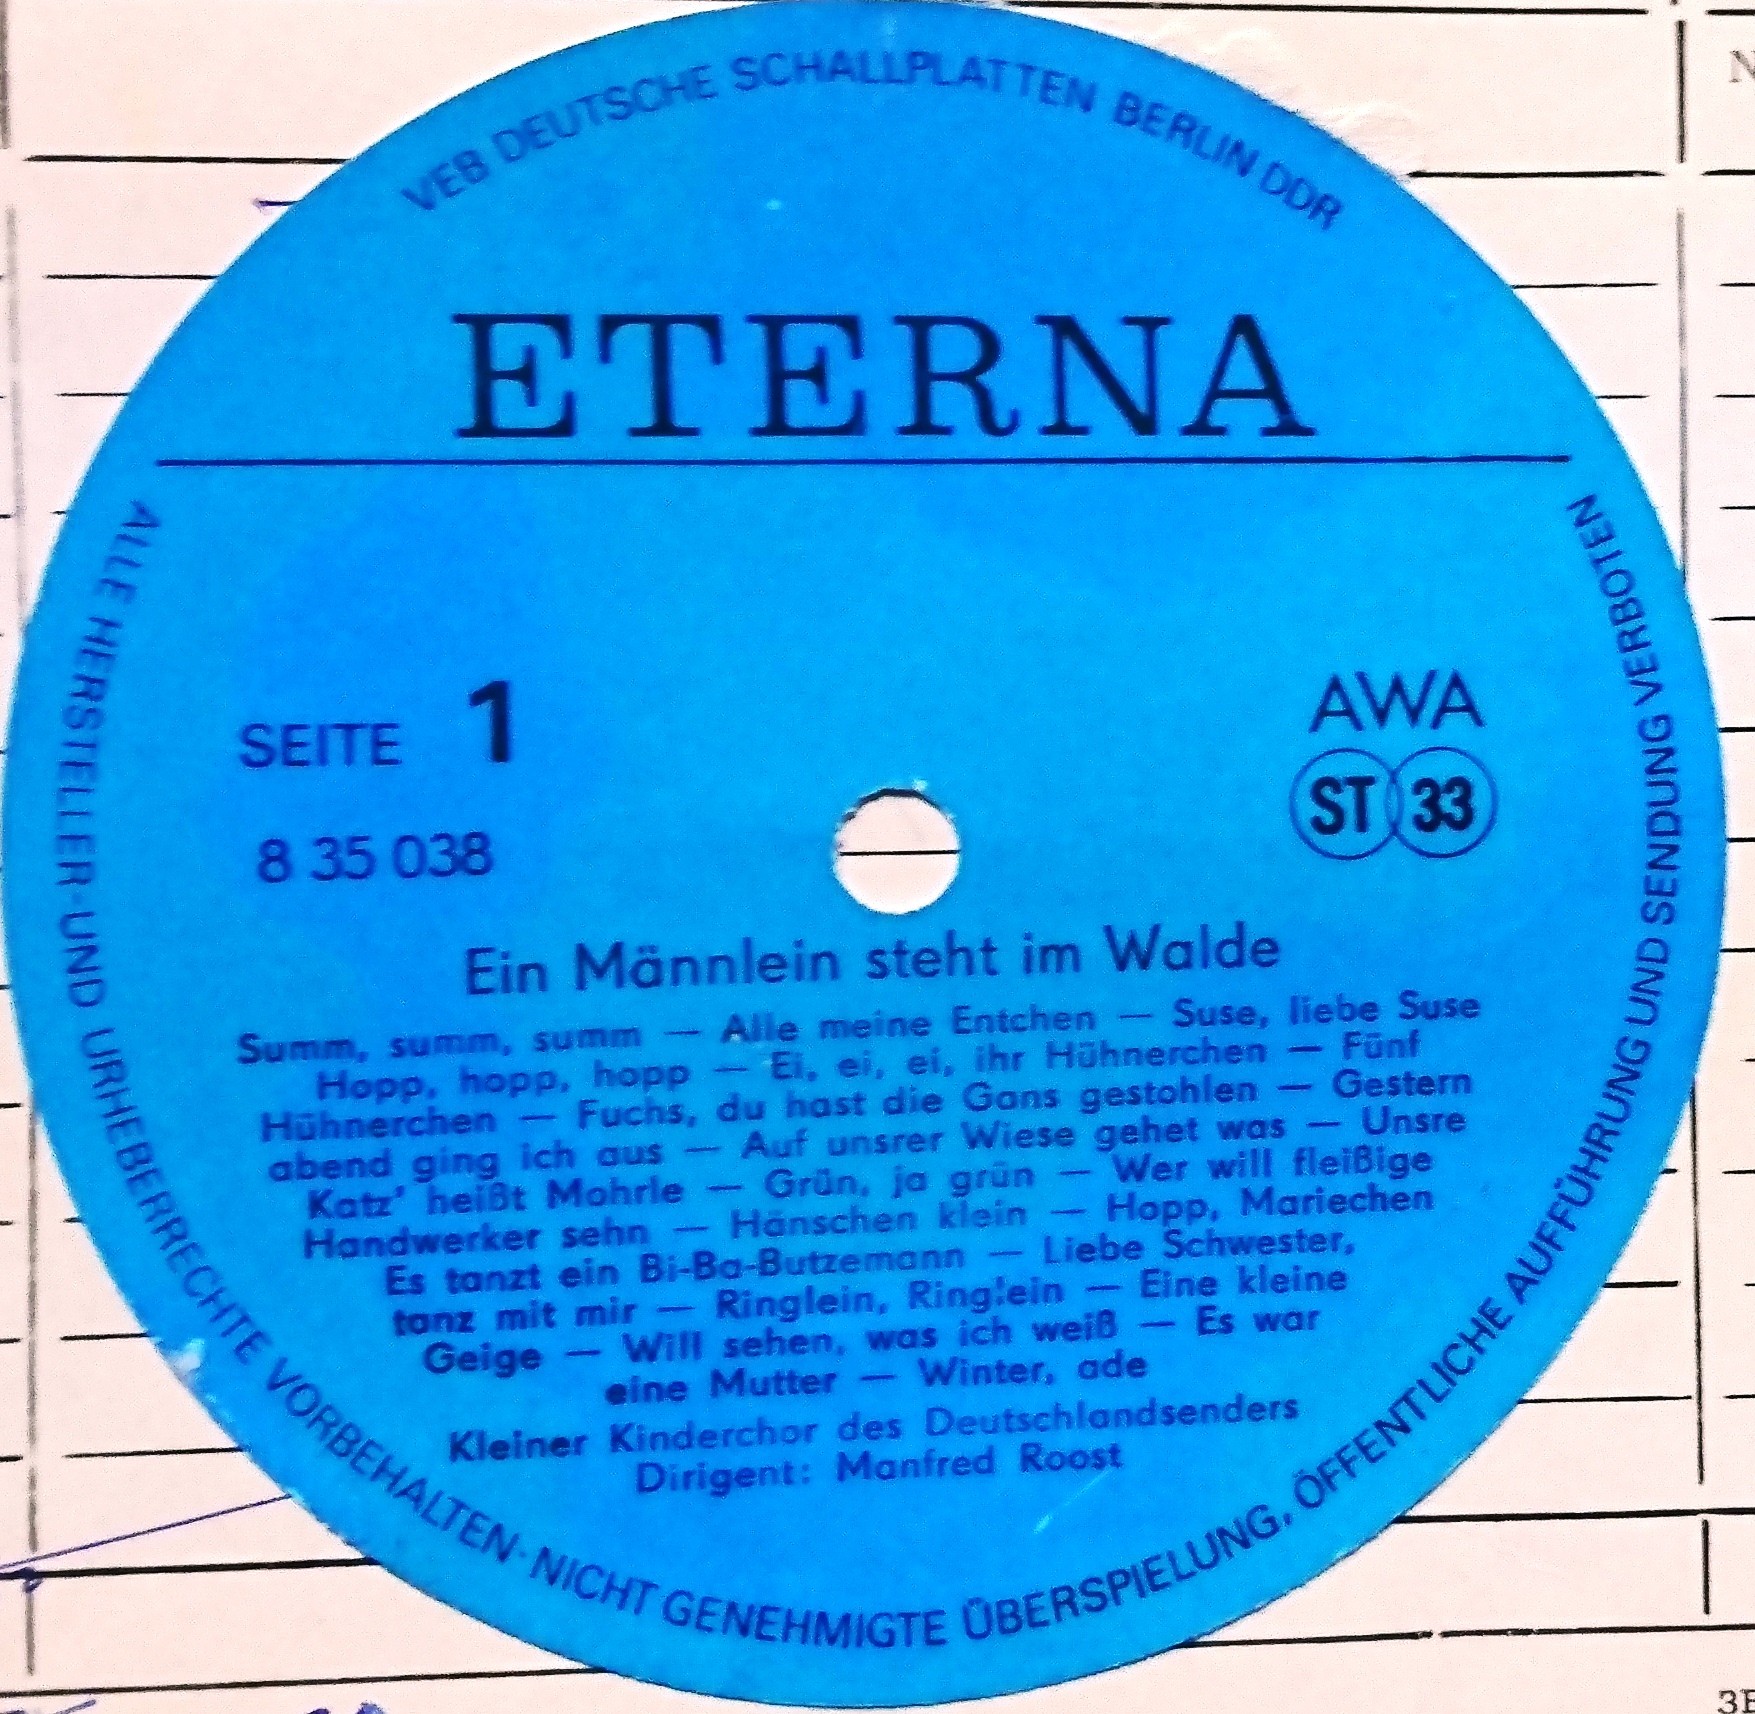 VEB DEUTSCHE SCHALLPLATTEN BERLIN DDR
ETERNA
SEITE 1
8 35 038
AWA
ST 33
Ein Männlein steht im Walde
Summ, summ, summ — Alle meine Entchen — Suse, liebe Suse
Hopp, hopp, hopp — Ei, ei, ei, ihr Hühnerchen — Fünf
Hühnerchen — Fuchs, du hast die Gans gestohlen — Gestern
abend ging ich aus — Auf unsrer Wiese gehet was — Unsre
Katz' heißt Mohrle — Grün, ja grün — Wer will fleißige
Handwerker sehn — Hänschen klein — Hopp, Mariechen
Es tanzt ein Bi-Ba-Butzemann — Liebe Schwester,
tanz mit mir — Ringlein, Ringlein — Eine kleine
Geige — Will sehen, was ich weiß — Es war
eine Mutter — Winter, ade
Kleiner Kinderchor des Deutschlandsenders
Dirigent: Manfred Roost
ALLE HERSTELLER-UND URHEBERRECHTE VORBEHALTEN·NICHT GENEHMIGTE ÜBERSPIELUNG, ÖFFENTLICHE AUFFÜHRUNG UND SENDUNG VERBOTEN